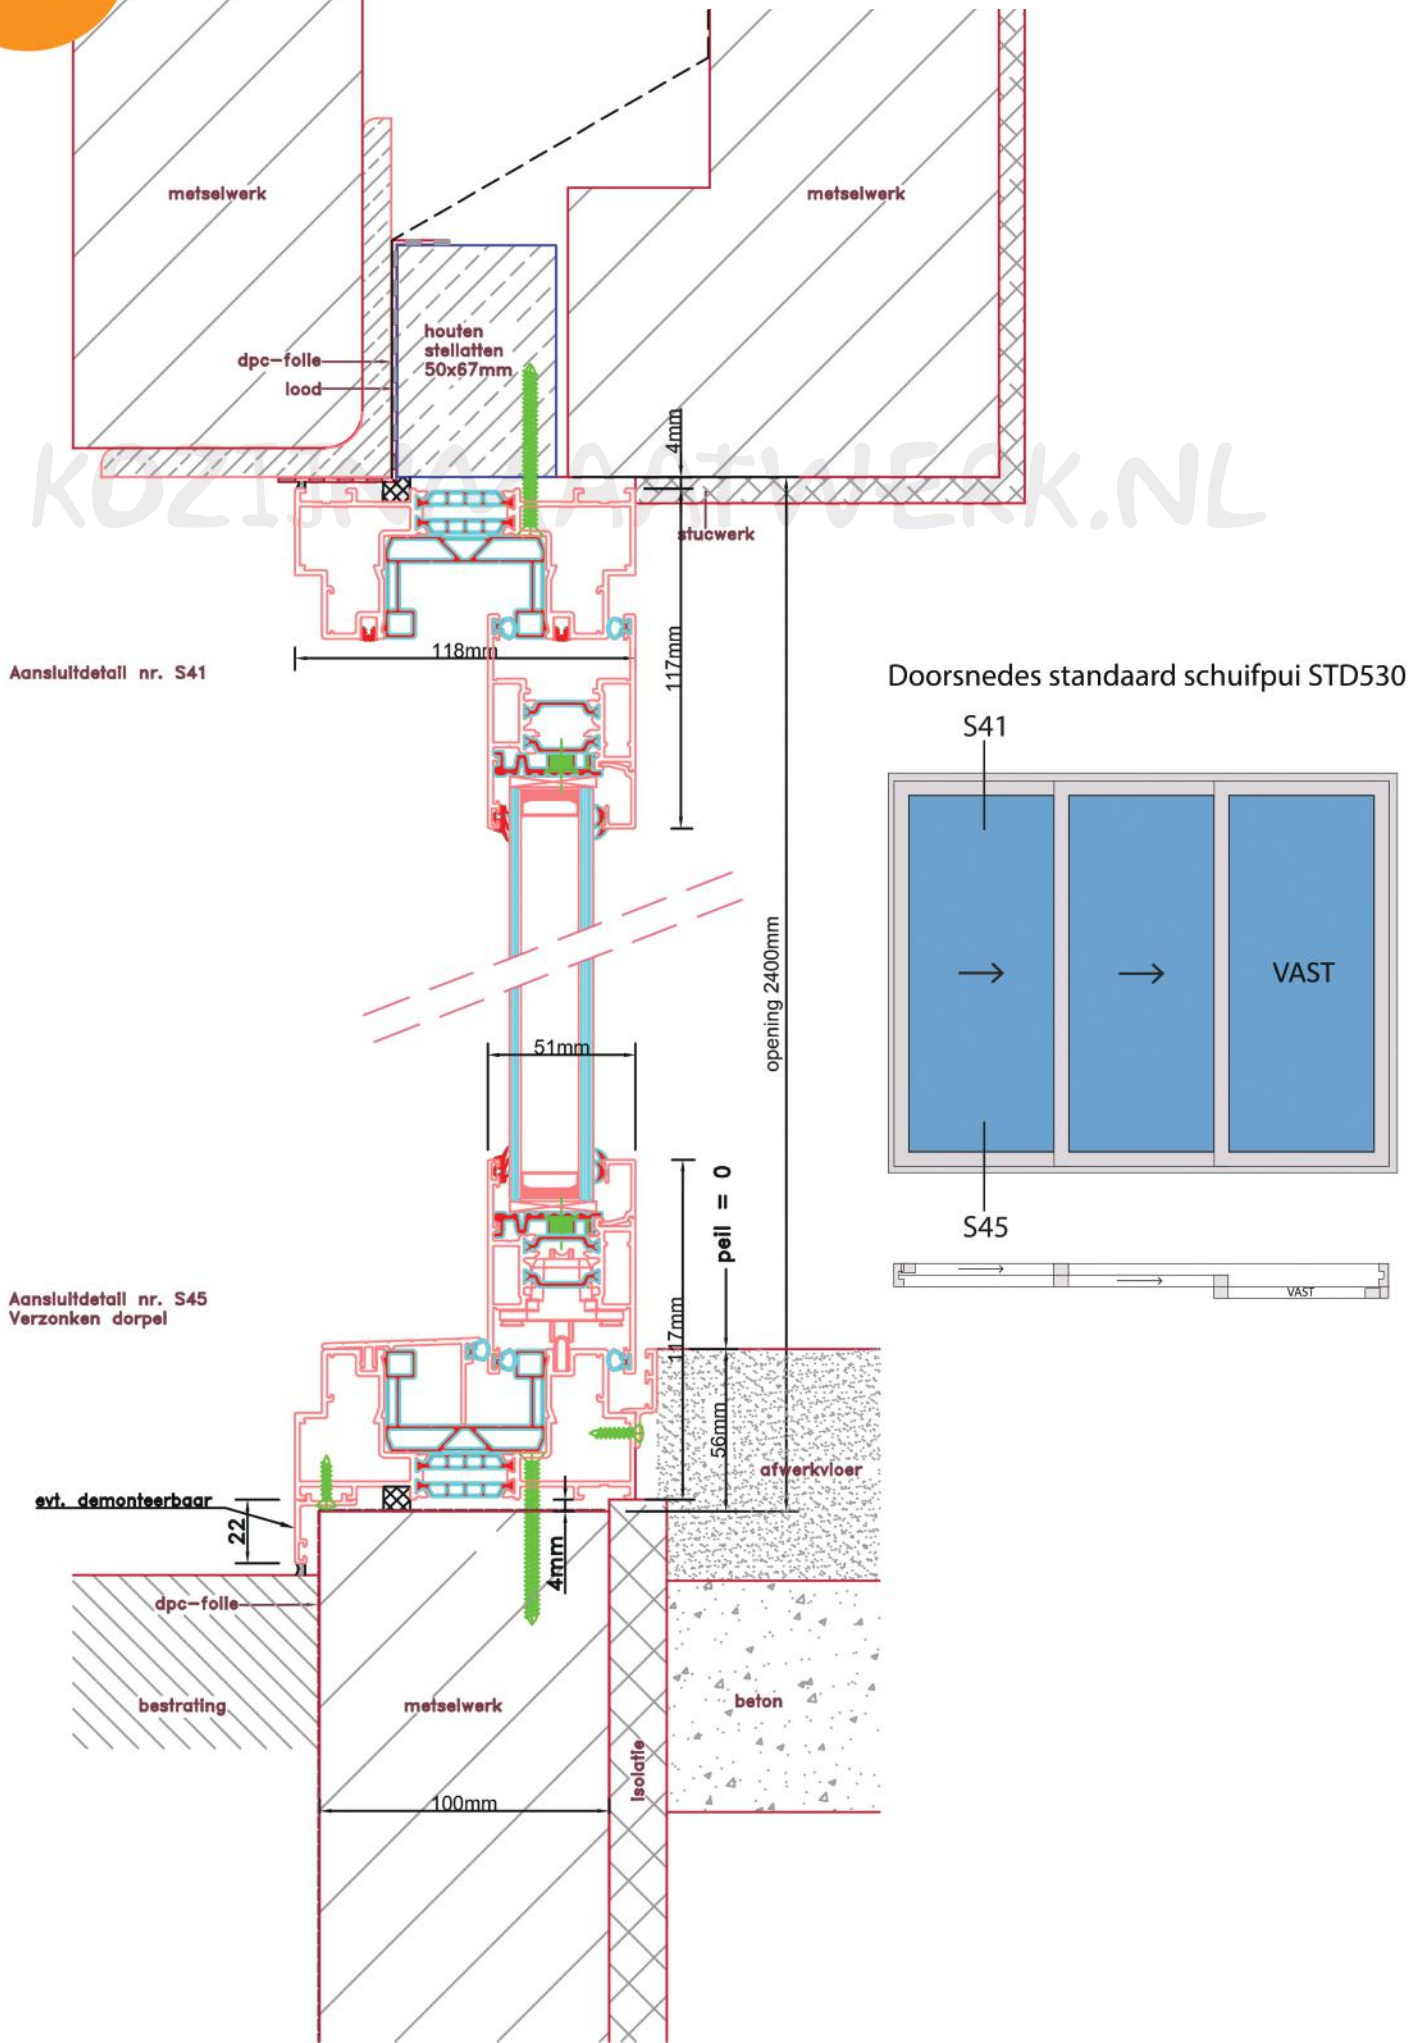 metselwerk
metselwerk
houten
stellatten
50x67mm
dpc-folie
lood
4mm
KOZIJNMAATWERK.NL
stucwerk
118mm
117mm
Aansluitdetail nr. S41
Doorsnedes standaard schuifpui STD530
S41
opening 2400mm
VAST
51mm
peil = 0
S45
VAST
Aansluitdetail nr. S45
Verzonken dorpel
117mm
56mm
afwerkvloer
evt. demonteerbaar
22
4mm
dpc-folie
bestrating
metselwerk
beton
isolatie
100mm